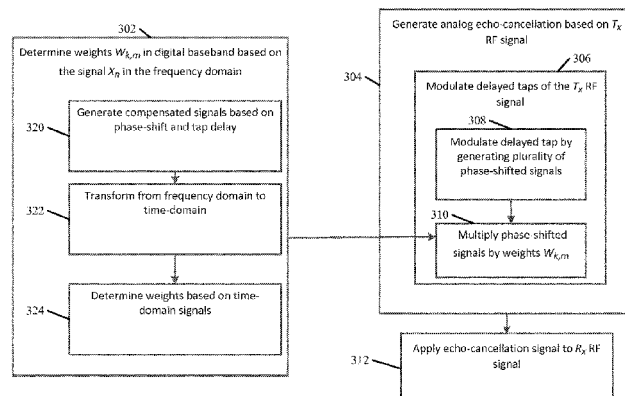 302
Determine weights Wk,m in digital baseband based
on the signal Xn in the frequency domain
320
Generate compensated signals based on
phase-shift and tap delay
322
Transform from frequency domain to
time-domain
324
Determine weights based on time-
domain signals
Generate analog echo-cancellation based on Tx
RF signal
304
306
Modulate delayed taps of the Tx RF
signal
308
Modulate delayed tap by
generating plurality of
phase-shifted signals
310
Multiply phase-shifted
signals by weights Wk,m
312
Apply echo-cancellation signal to Rx RF
signal